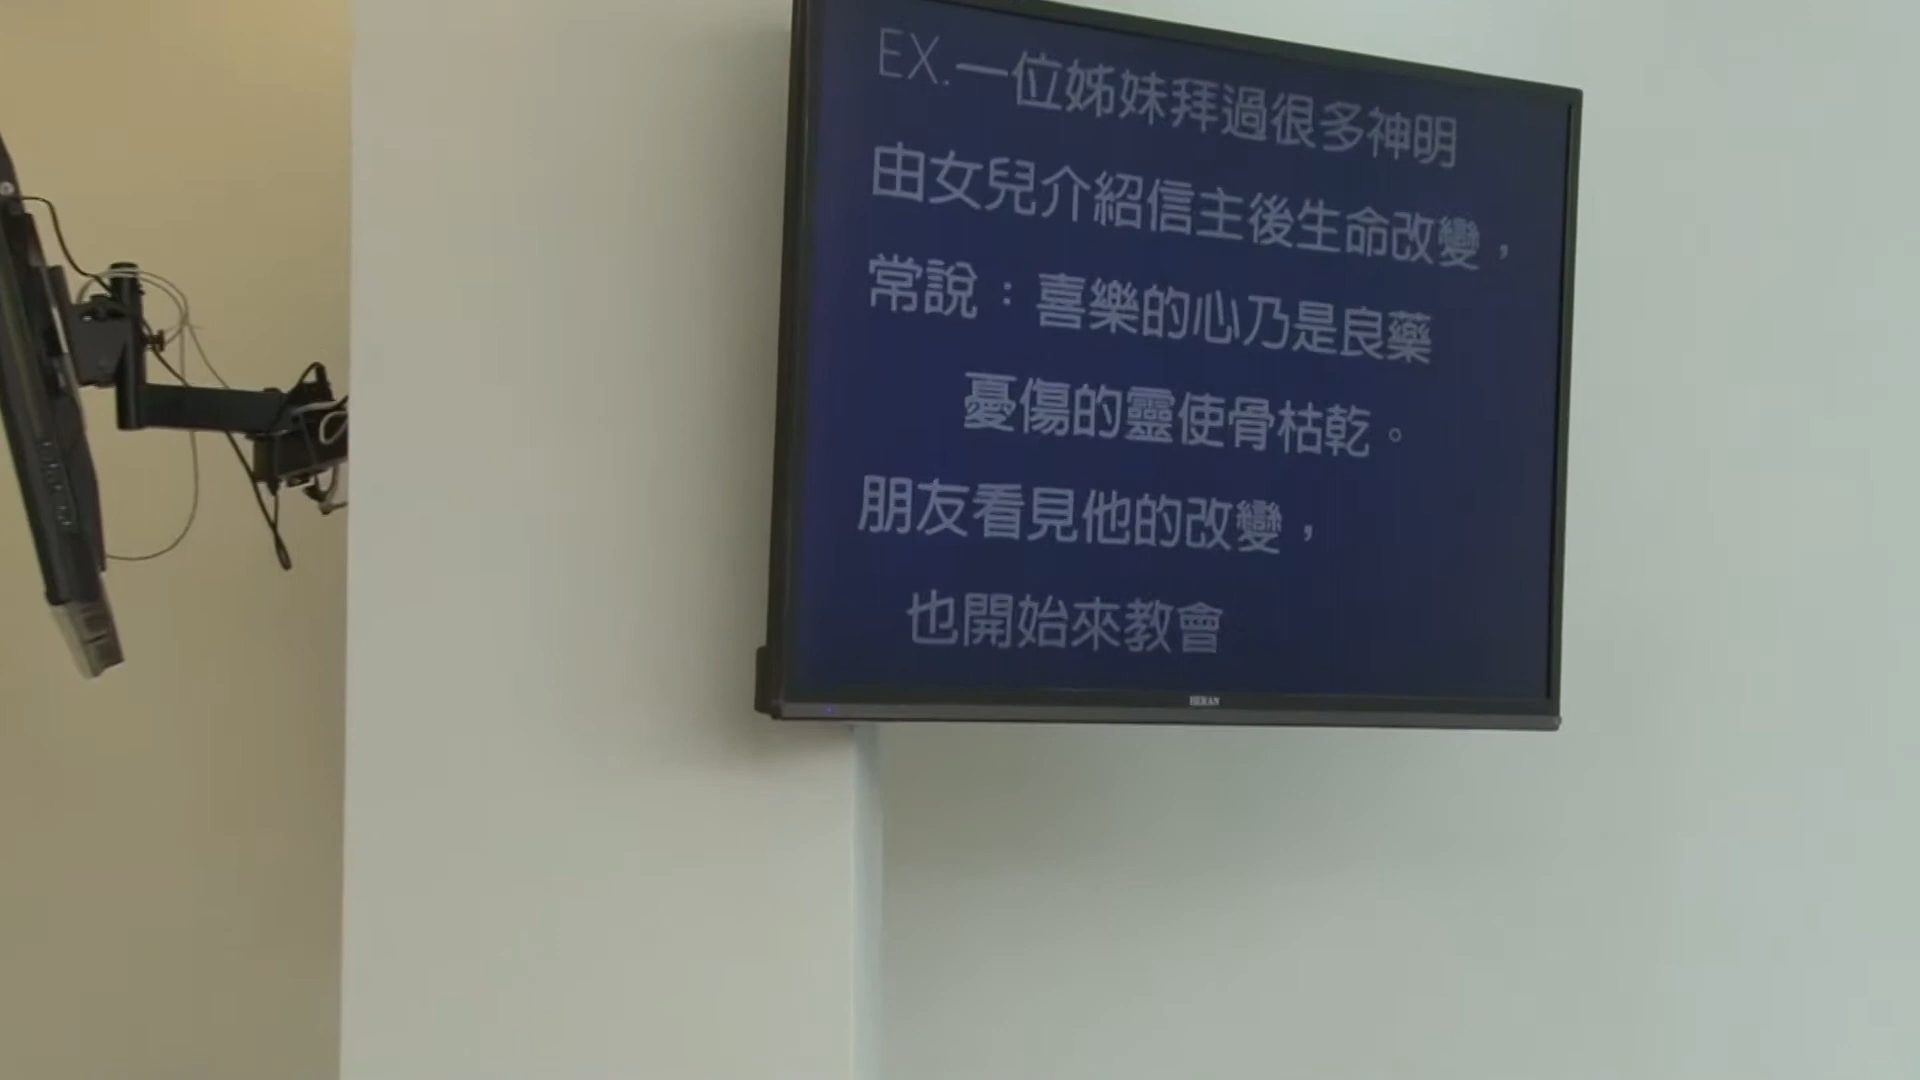 EX.一位姊妹拜過很多神明
由女兒介紹信主後生命改變，
常說：喜樂的心乃是良藥
憂傷的靈使骨枯乾。
朋友看見他的改變，
也開始來教會
HERAN